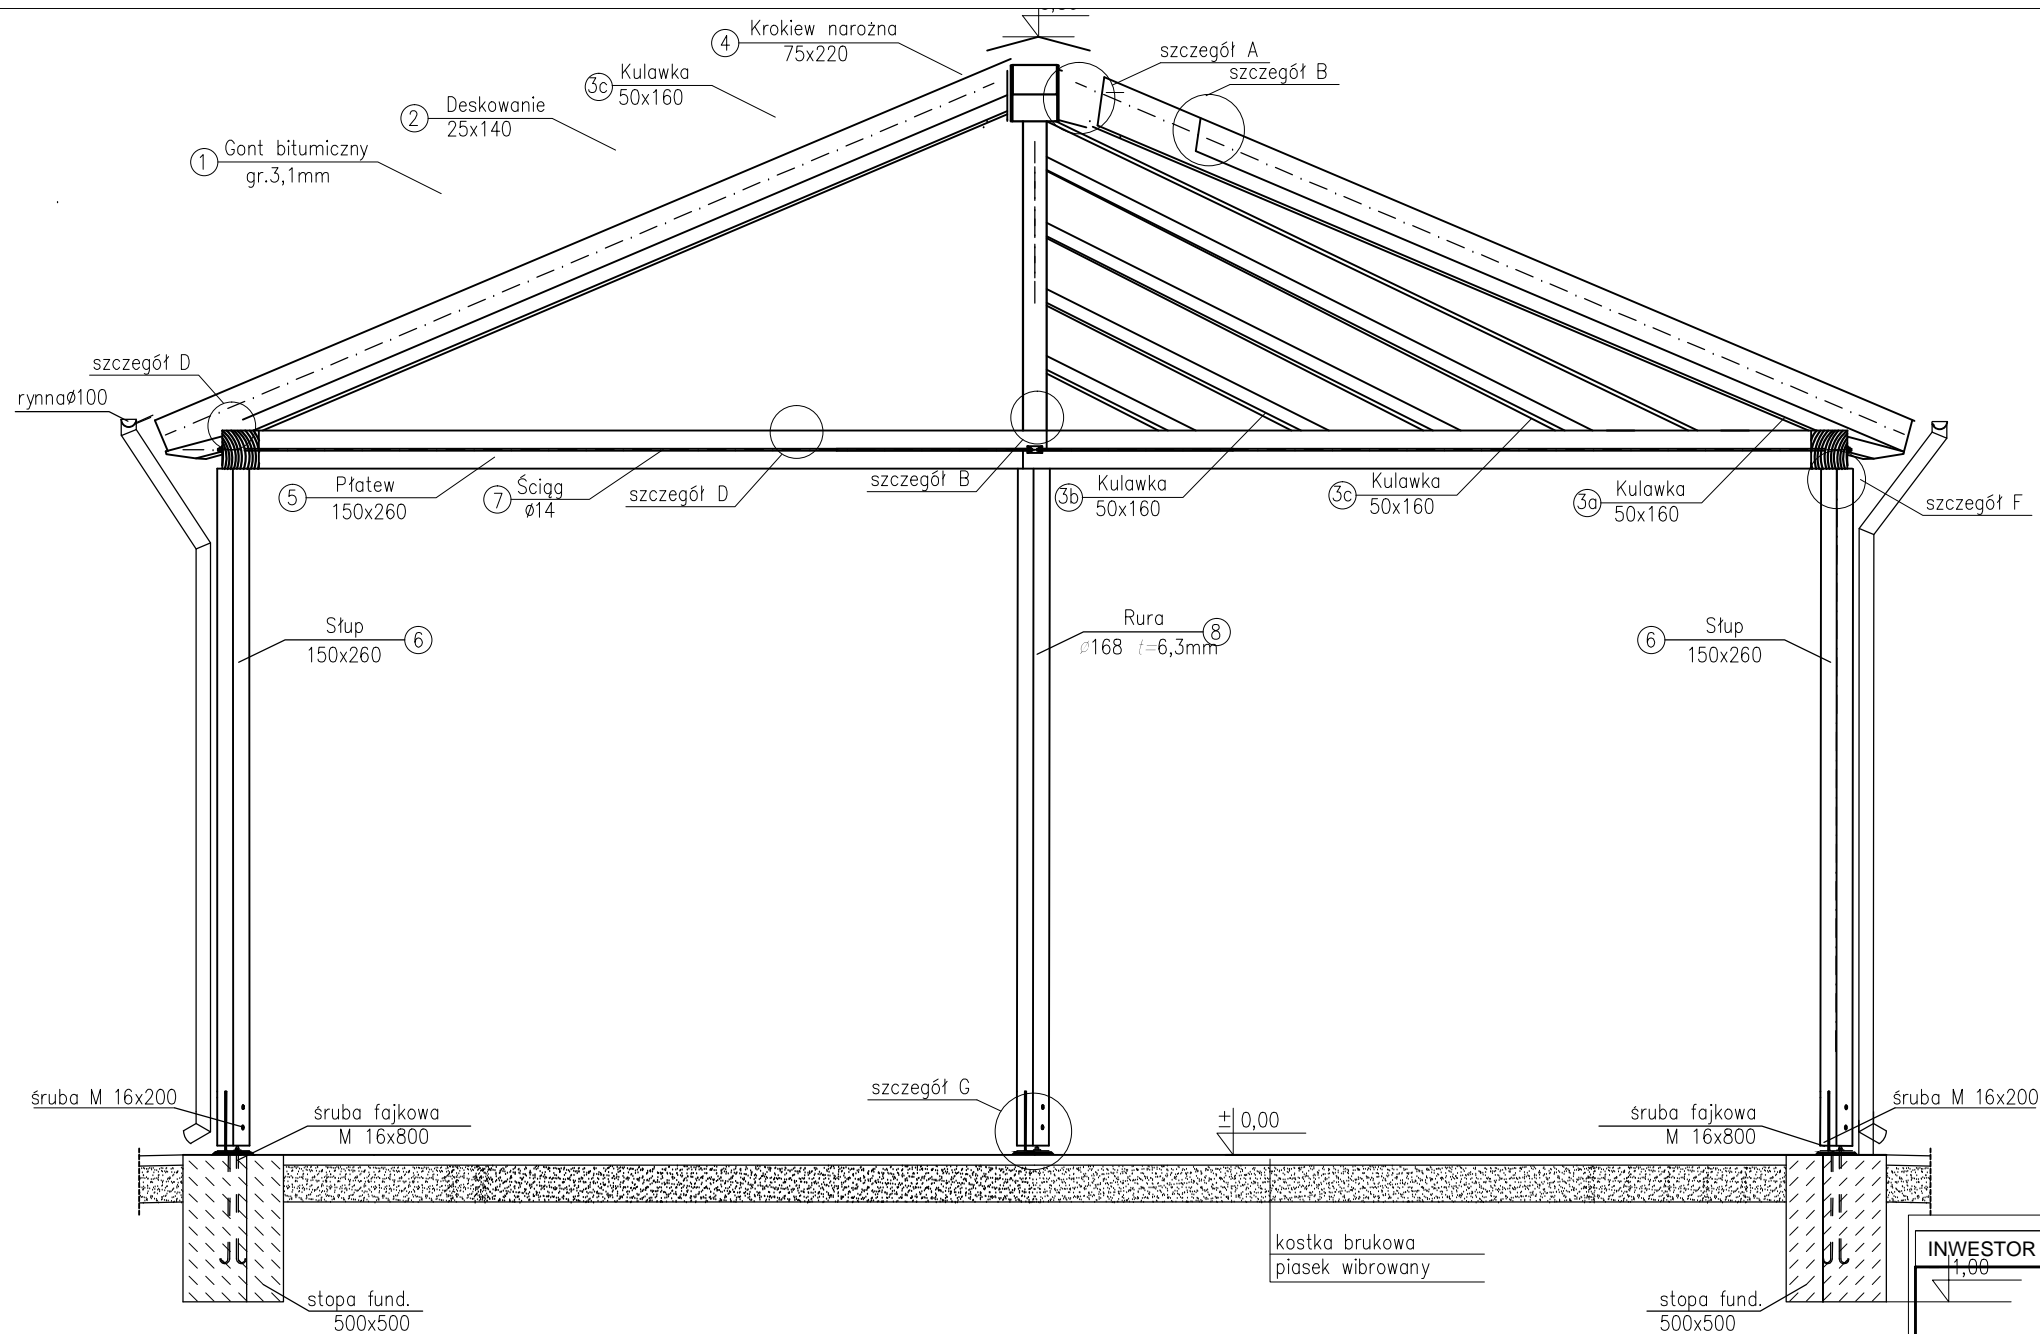 4 Krokiew narożna
75x220
szczegół A
szczegół B
3c Kulawka
50x160
2 Deskowanie
25x140
1 Gont bitumiczny
gr.3,1mm
szczegół D
rynnaø100
5 Płatew
150x260
7 Ściąg
ø14
szczegół D
szczegół B
3b Kulawka
50x160
3c Kulawka
50x160
3a Kulawka
50x160
szczegół F
Słup 6
150x260
Rura 8
ø168 t=6,3mm
6 Słup
150x260
śruba M 16x200
śruba fajkowa
M 16x800
szczegół G
± 0,00
śruba fajkowa
M 16x800
śruba M 16x200
kostka brukowa
piasek wibrowany
INWESTOR
1,00
stopa fund.
500x500
stopa fund.
500x500